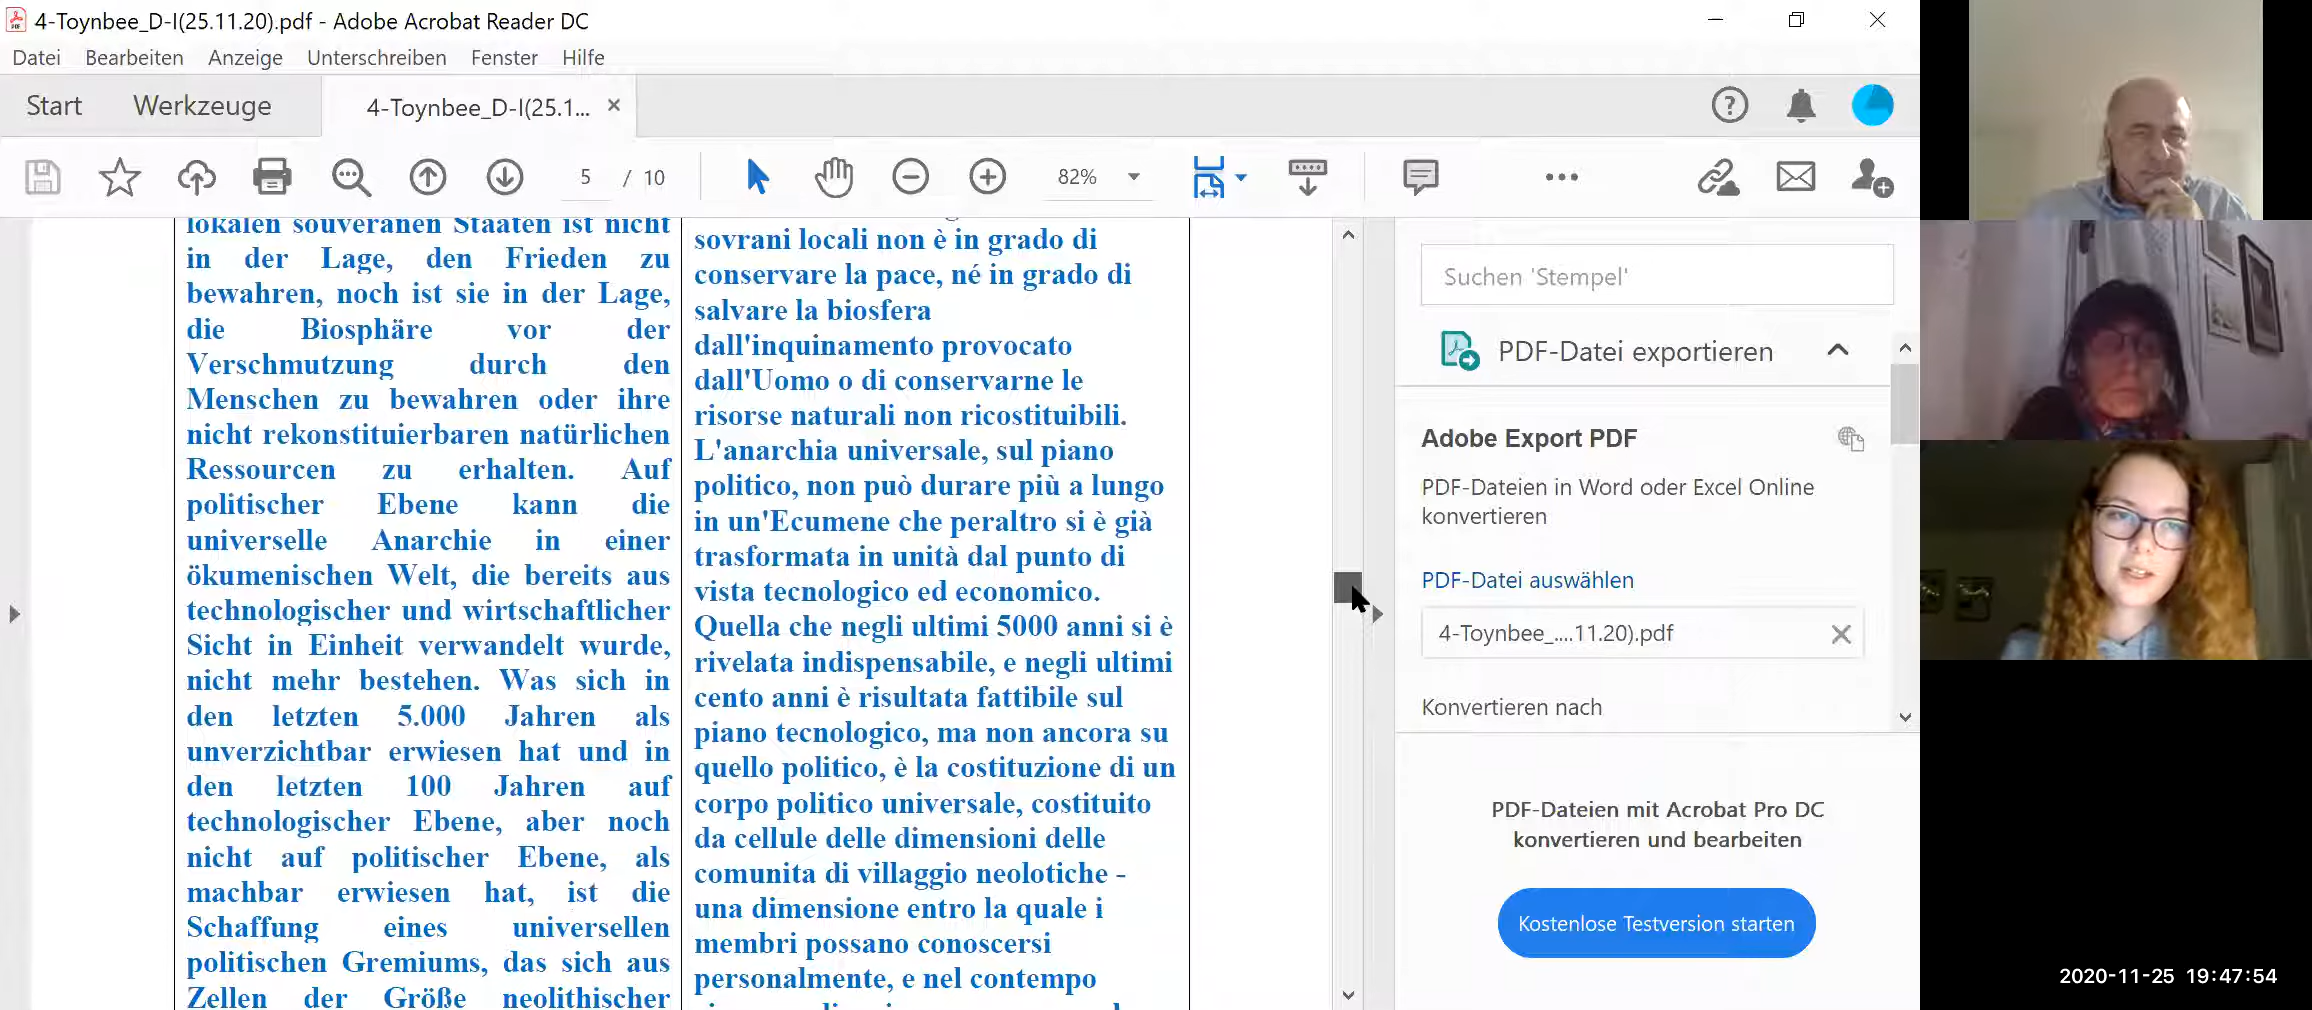 4-Toynbee_D-I(25.11.20).pdf - Adobe Acrobat Reader DC
Datei Bearbeiten Anzeige Unterschreiben Fenster Hilfe
Start Werkzeuge 4-Toynbee_D-I(25.1...
5 / 10 82%
lokalen souveränen Staaten ist nicht
in der Lage, den Frieden zu
bewahren, noch ist sie in der Lage,
die Biosphäre vor der
Verschmutzung durch den
Menschen zu bewahren oder ihre
nicht rekonstituierbaren natürlichen
Ressourcen zu erhalten. Auf
politischer Ebene kann die
universelle Anarchie in einer
ökumenischen Welt, die bereits aus
technologischer und wirtschaftlicher
Sicht in Einheit verwandelt wurde,
nicht mehr bestehen. Was sich in
den letzten 5.000 Jahren als
unverzichtbar erwiesen hat und in
den letzten 100 Jahren auf
technologischer Ebene, aber noch
nicht auf politischer Ebene, als
machbar erwiesen hat, ist die
Schaffung eines universellen
politischen Gremiums, das sich aus
Zellen der Größe neolithischer
sovrani locali non è in grado di
conservare la pace, né in grado di
salvare la biosfera
dall'inquinamento provocato
dall'Uomo o di conservarne le
risorse naturali non ricostituibili.
L'anarchia universale, sul piano
politico, non può durare più a lungo
in un'Ecumene che peraltro si è già
trasformata in unità dal punto di
vista tecnologico ed economico.
Quella che negli ultimi 5000 anni si è
rivelata indispensabile, e negli ultimi
cento anni è risultata fattibile sul
piano tecnologico, ma non ancora su
quello politico, è la costituzione di un
corpo politico universale, costituito
da cellule delle dimensioni delle
comunita di villaggio neolotiche -
una dimensione entro la quale i
membri possano conoscersi
personalmente, e nel contempo
Suchen 'Stempel'
PDF-Datei exportieren
Adobe Export PDF
PDF-Dateien in Word oder Excel Online
konvertieren
PDF-Datei auswählen
4-Toynbee_....11.20).pdf
Konvertieren nach
PDF-Dateien mit Acrobat Pro DC
konvertieren und bearbeiten
Kostenlose Testversion starten
2020-11-25 19:47:54